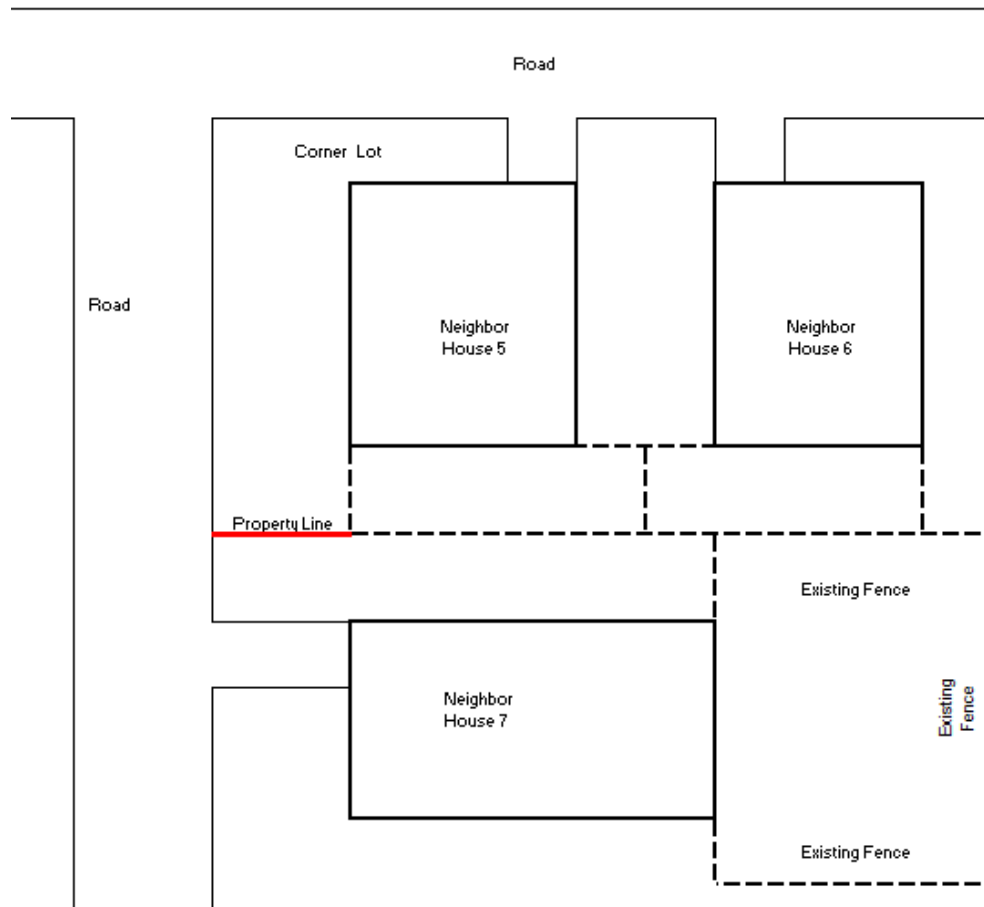 Road
Corner Lot
Road
Neighbor
House 5
Neighbor
House 6
Property Line
Existing Fence
Neighbor
House 7
Existing
Fence
Existing Fence